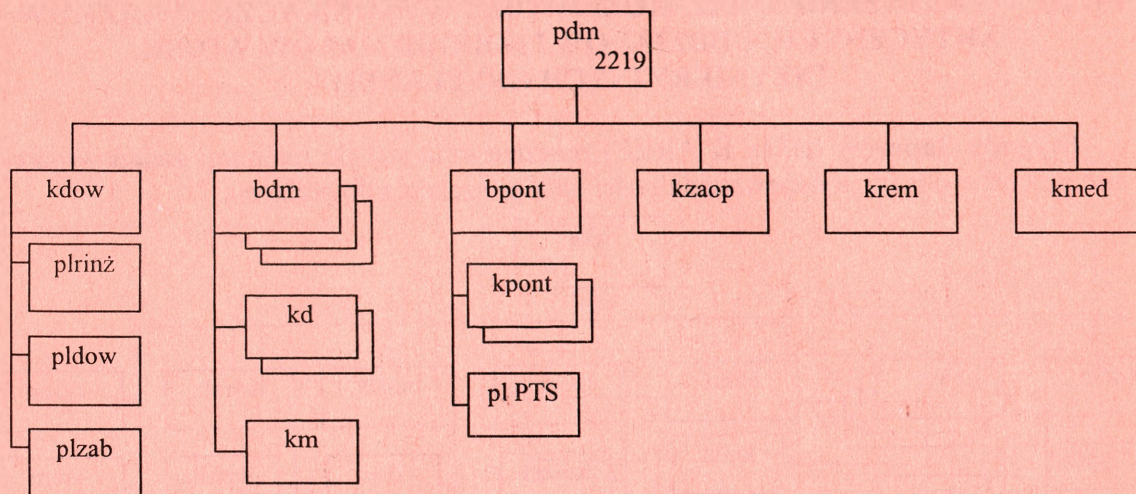 pdm
2219
kdow
bdm
bpont
kzaop
krem
kmed
plrinż
kd
kpont
pldow
pl PTS
plzab
km